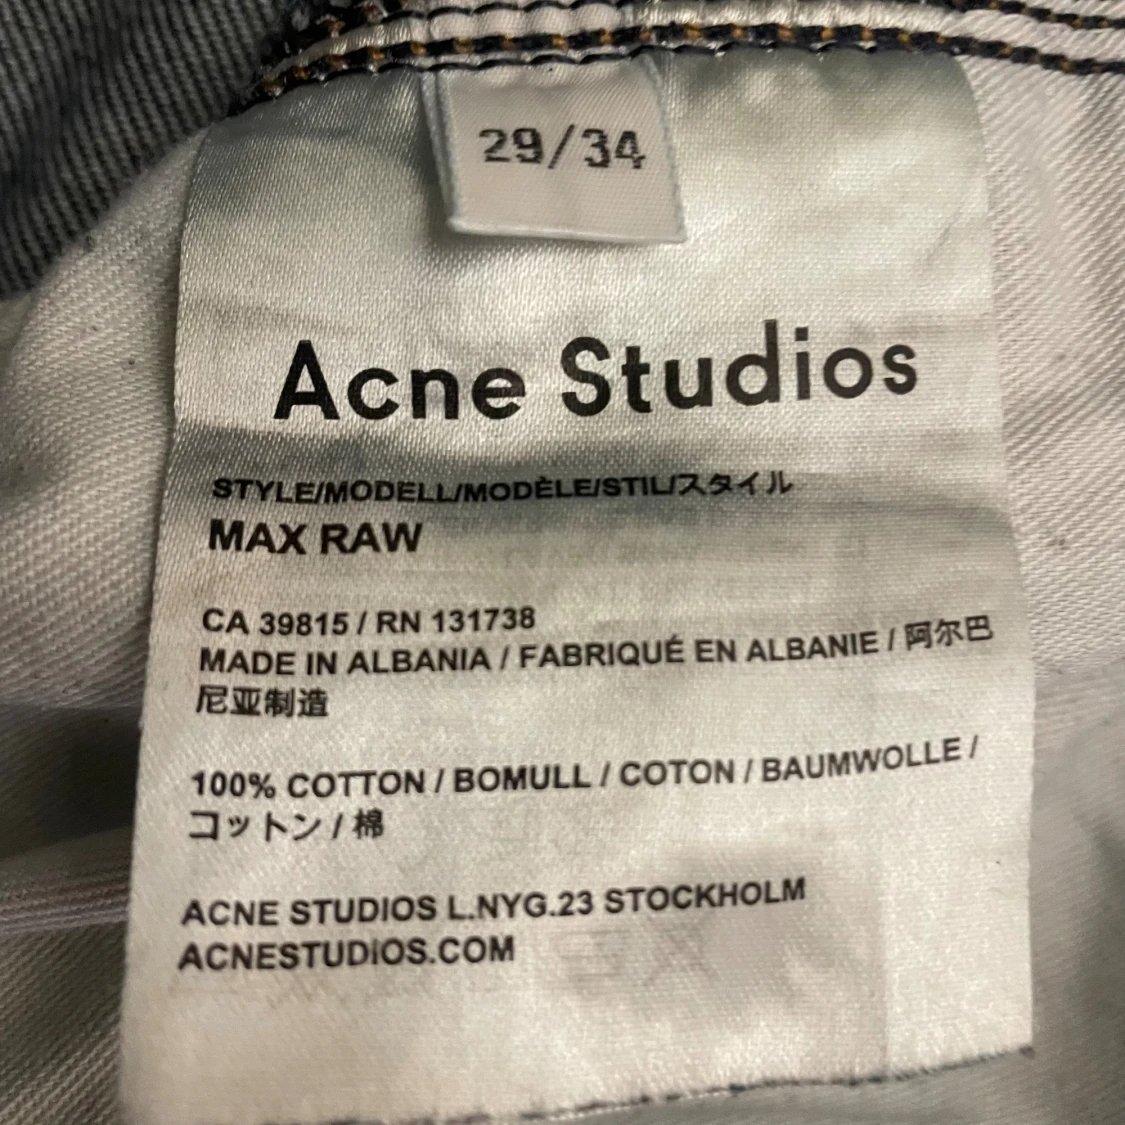 29/34
Acne Studios
STYLE/MODELL/MODÈLE/STIL/スタイル
MAX RAW
CA 39815 / RN 131738
MADE IN ALBANIA / FABRIQUÉ EN ALBANIE / 阿尔巴
尼亚制造
100% COTTON / BOMULL / COTON / BAUMWOLLE /
コットン / 棉
ACNE STUDIOS L.NYG.23 STOCKHOLM
ACNESTUDIOS.COM